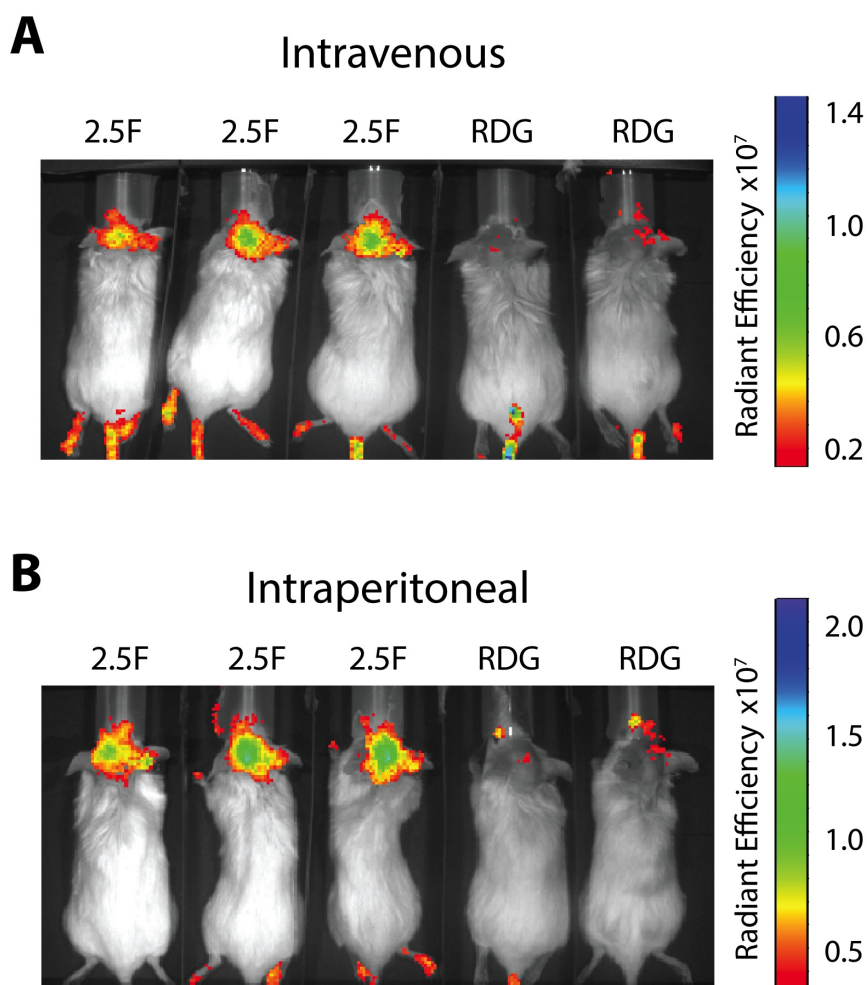 A
Intravenous
2.5F 2.5F 2.5F RDG RDG
Radiant Efficiency x10⁷
1.4
1.0
0.6
0.2
B
Intraperitoneal
2.5F 2.5F 2.5F RDG RDG
Radiant Efficiency x10⁷
2.0
1.5
1.0
0.5